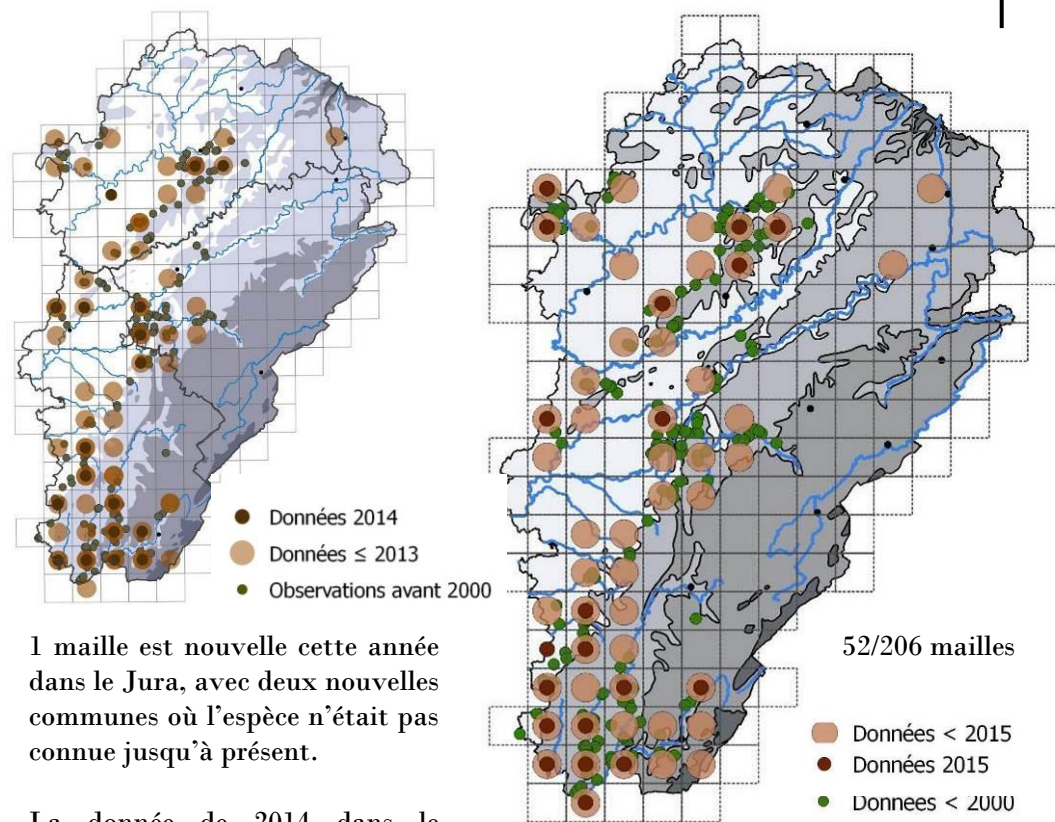 Données 2014
Données ≤ 2013
Observations avant 2000
1 maille est nouvelle cette année
dans le Jura, avec deux nouvelles
communes où l'espèce n'était pas
connue jusqu'à présent.
La donnée de 2014 dans le
52/206 mailles
Données < 2015
Données 2015
Données < 2000